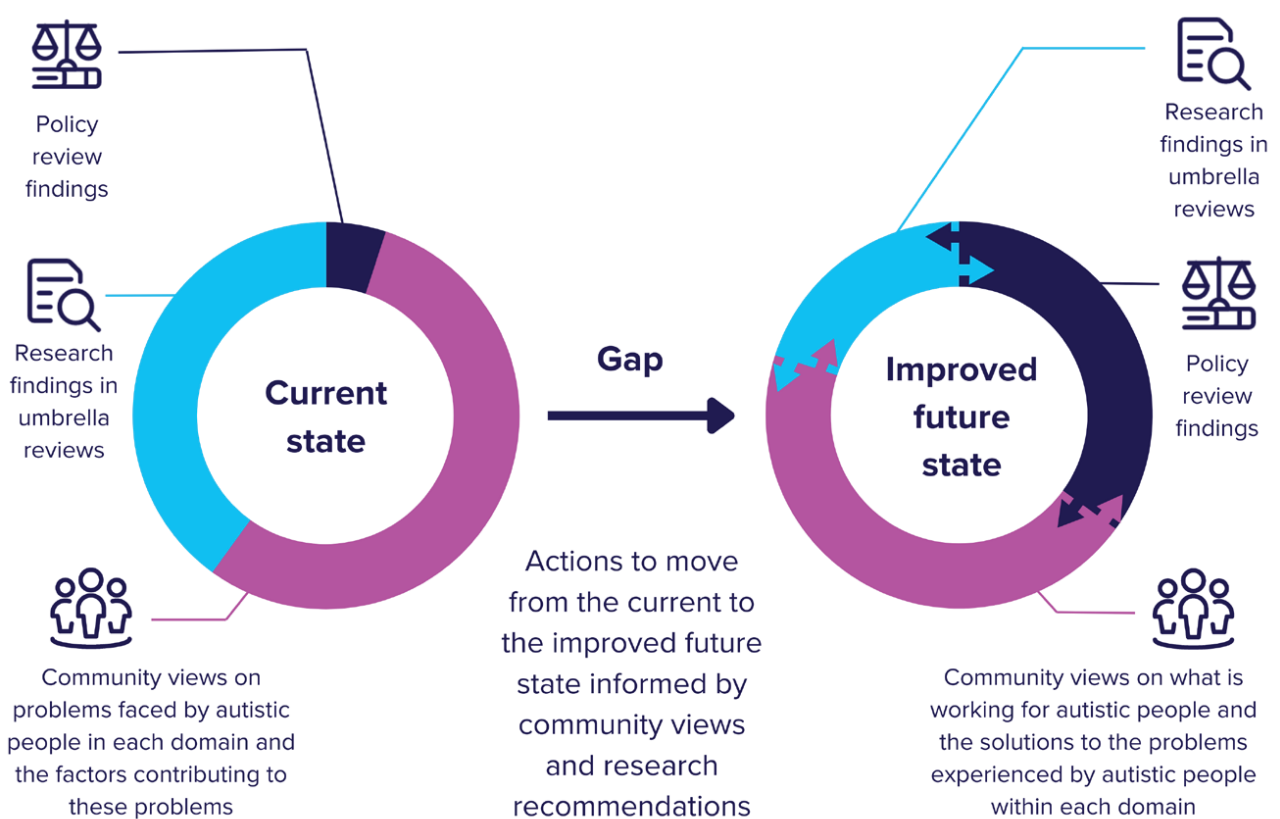 Policy
review
findings
Research
findings in
umbrella
reviews
Current
state
Community views on
problems faced by autistic
people in each domain and
the factors contributing to
these problems
Gap
Actions to move
from the current to
the improved future
state informed by
community views
and research
recommendations
Improved
future
state
Research
findings in
umbrella
reviews
Policy
review
findings
Community views on what is
working for autistic people and
the solutions to the problems
experienced by autistic people
within each domain